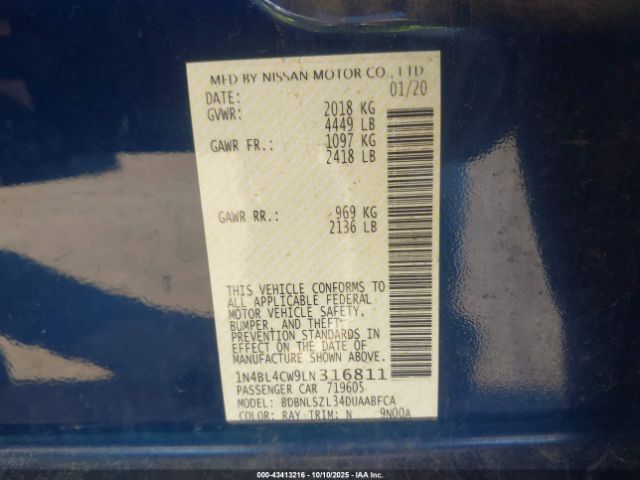 MFD BY NISSAN MOTOR CO., LTD
DATE: 01/20
GVWR: 2018 KG
4449 LB
GAWR FR.: 1097 KG
2418 LB
GAWR RR.: 969 KG
2136 LB
THIS VEHICLE CONFORMS TO
ALL APPLICABLE FEDERAL
MOTOR VEHICLE SAFETY,
BUMPER, AND THEFT
PREVENTION STANDARDS
IN EFFECT ON THE DATE OF
MANUFACTURE SHOWN ABOVE.
1N4BL4CW9LN316811
PASSENGER CAR 719605
MODEL: BDBNLSZL34DUAABFCA
COLOR: RAY TRIM: N 9N00A
000-43413216 - 10/10/2025 - IAAI.COM